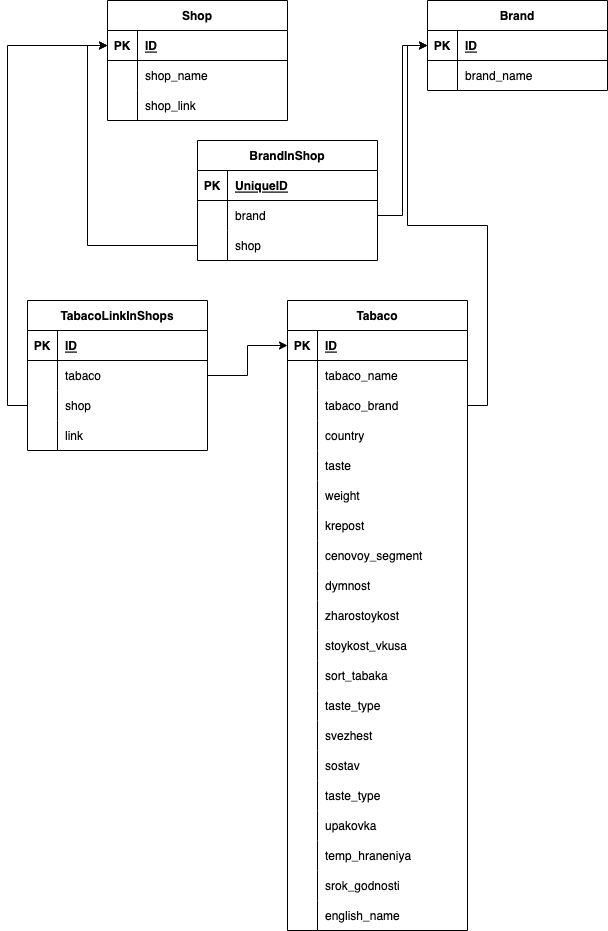 Shop
PK ID
shop_name
shop_link
Brand
PK ID
brand_name
BrandInShop
PK UniqueID
brand
shop
TabacoLinkInShops
PK ID
tabaco
shop
link
Tabaco
PK ID
tabaco_name
tabaco_brand
country
taste
weight
krepost
cenovoy_segment
dymnost
zharostoykost
stoykost_vkusa
sort_tabaka
taste_type
svezhest
sostav
taste_type
upakovka
temp_hraneniya
srok_godnosti
english_name